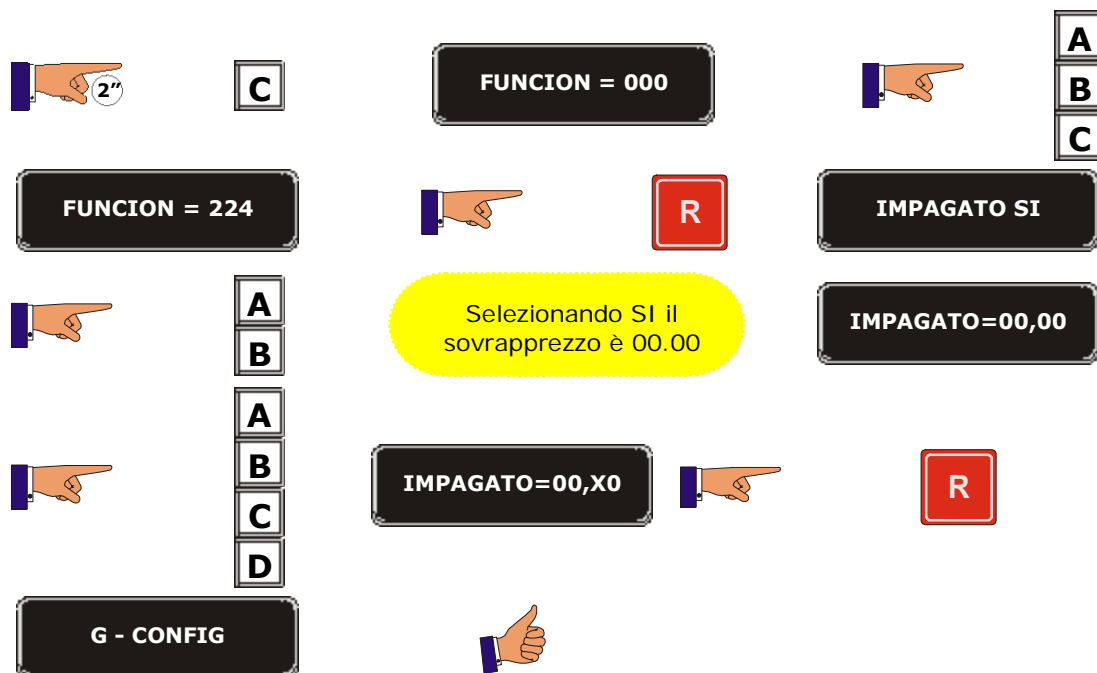 2”
C
FUNCION = 000
A
B
C
FUNCION = 224
R
IMPAGATO SI
A
B
Selezionando SI il
sovrapprezzo è 00.00
IMPAGATO=00,00
A
B
C
D
IMPAGATO=00,X0
R
G - CONFIG